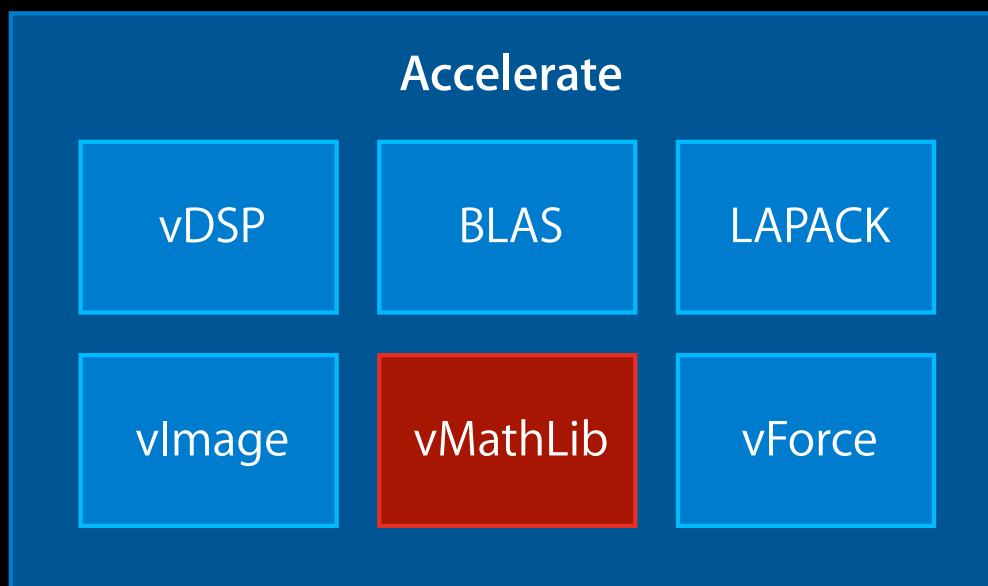 Accelerate
vDSP
BLAS
LAPACK
vImage
vMathLib
vForce